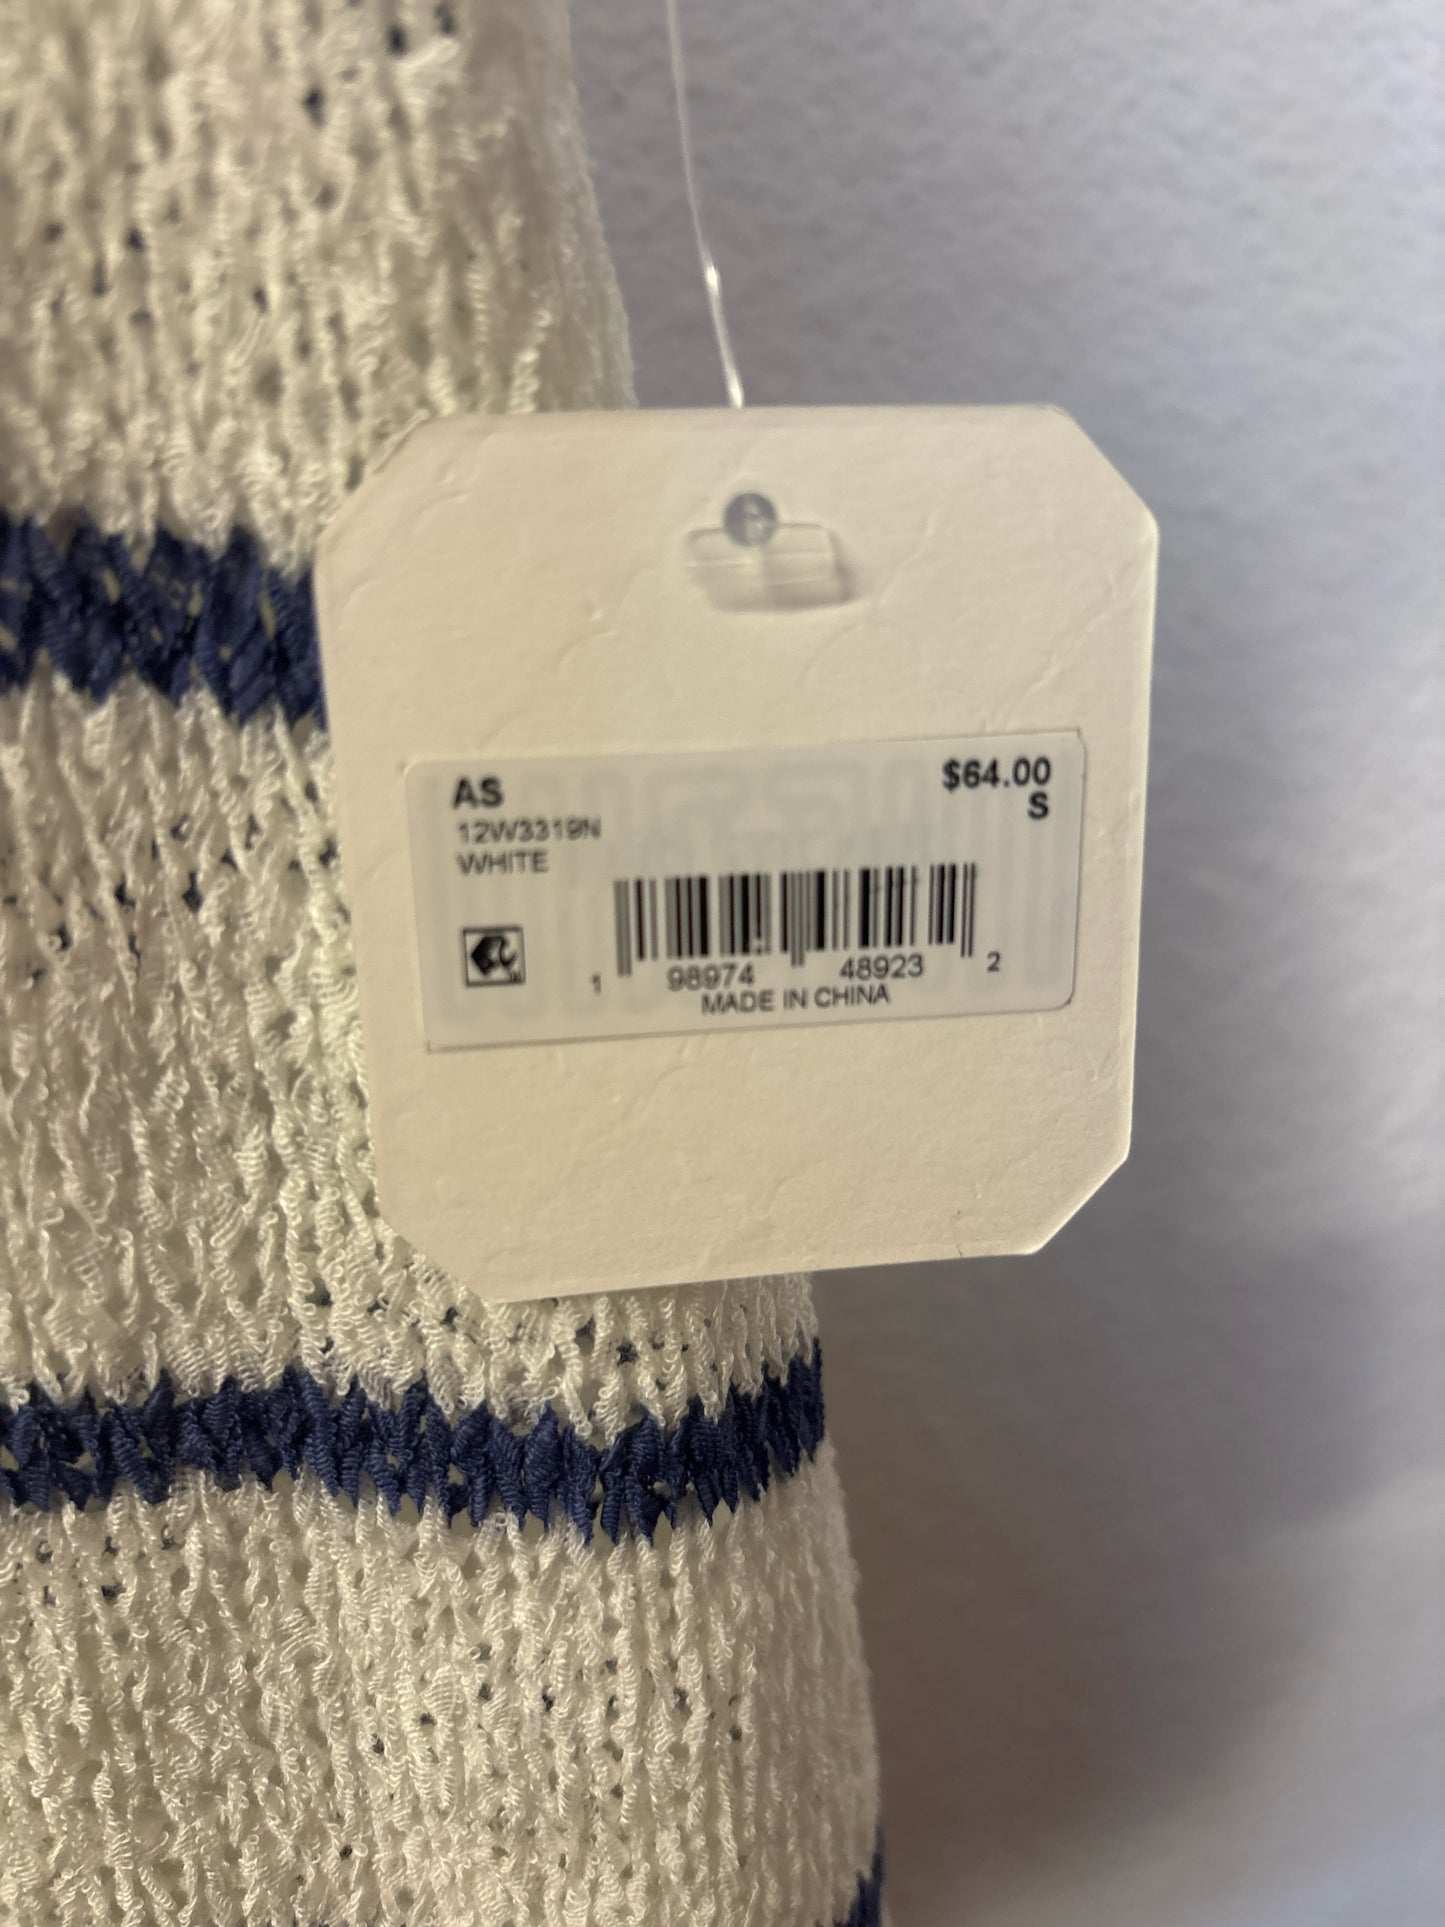 AS
$64.00
S
12W3319N
WHITE
1 98974 48923 2
MADE IN CHINA